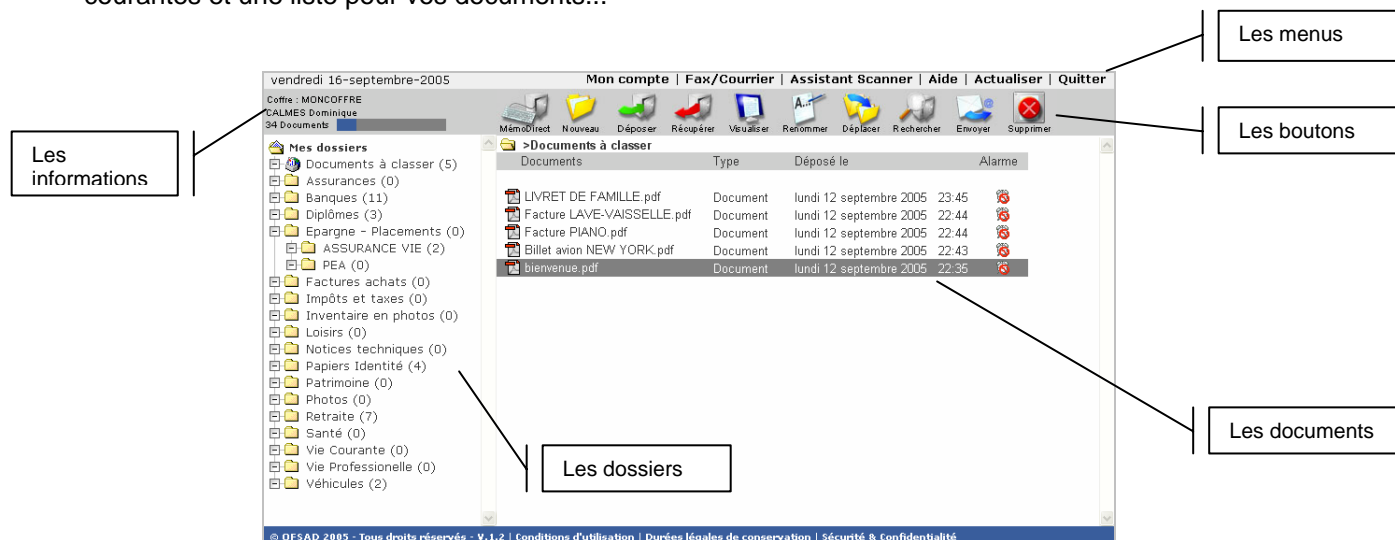 courantes et une liste pour vos documents...
Les menus
vendredi 16-septembre-2005
Mon compte | Fax/Courrier | Assistant Scanner | Aide | Actualiser | Quitter
Coffre : MONCOFFRE
CALMES Dominique
34 Documents
MémoDirect Nouveau Déposer Récupérer Visualiser Renommer Déplacer Rechercher Envoyer Supprimer
Les boutons
Les
informations
Mes dossiers
Documents à classer (5)
Assurances (0)
Banques (11)
Diplômes (3)
Epargne - Placements (0)
ASSURANCE VIE (2)
PEA (0)
Factures achats (0)
Impôts et taxes (0)
Inventaire en photos (0)
Loisirs (0)
Notices techniques (0)
Papiers Identité (4)
Patrimoine (0)
Photos (0)
Retraite (7)
Santé (0)
Vie Courante (0)
Vie Professionelle (0)
Véhicules (2)
>Documents à classer
Documents Type Déposé le Alarme
LIVRET DE FAMILLE.pdf Document lundi 12 septembre 2005 23:45
Facture LAVE-VAISSELLE.pdf Document lundi 12 septembre 2005 22:44
Facture PIANO.pdf Document lundi 12 septembre 2005 22:44
Billet avion NEW YORK.pdf Document lundi 12 septembre 2005 22:43
bienvenue.pdf Document lundi 12 septembre 2005 22:35
Les documents
Les dossiers
© OFSAD 2005 - Tous droits réservés - V.1.2 | Conditions d'utilisation | Durées légales de conservation | Sécurité & Confidentialité